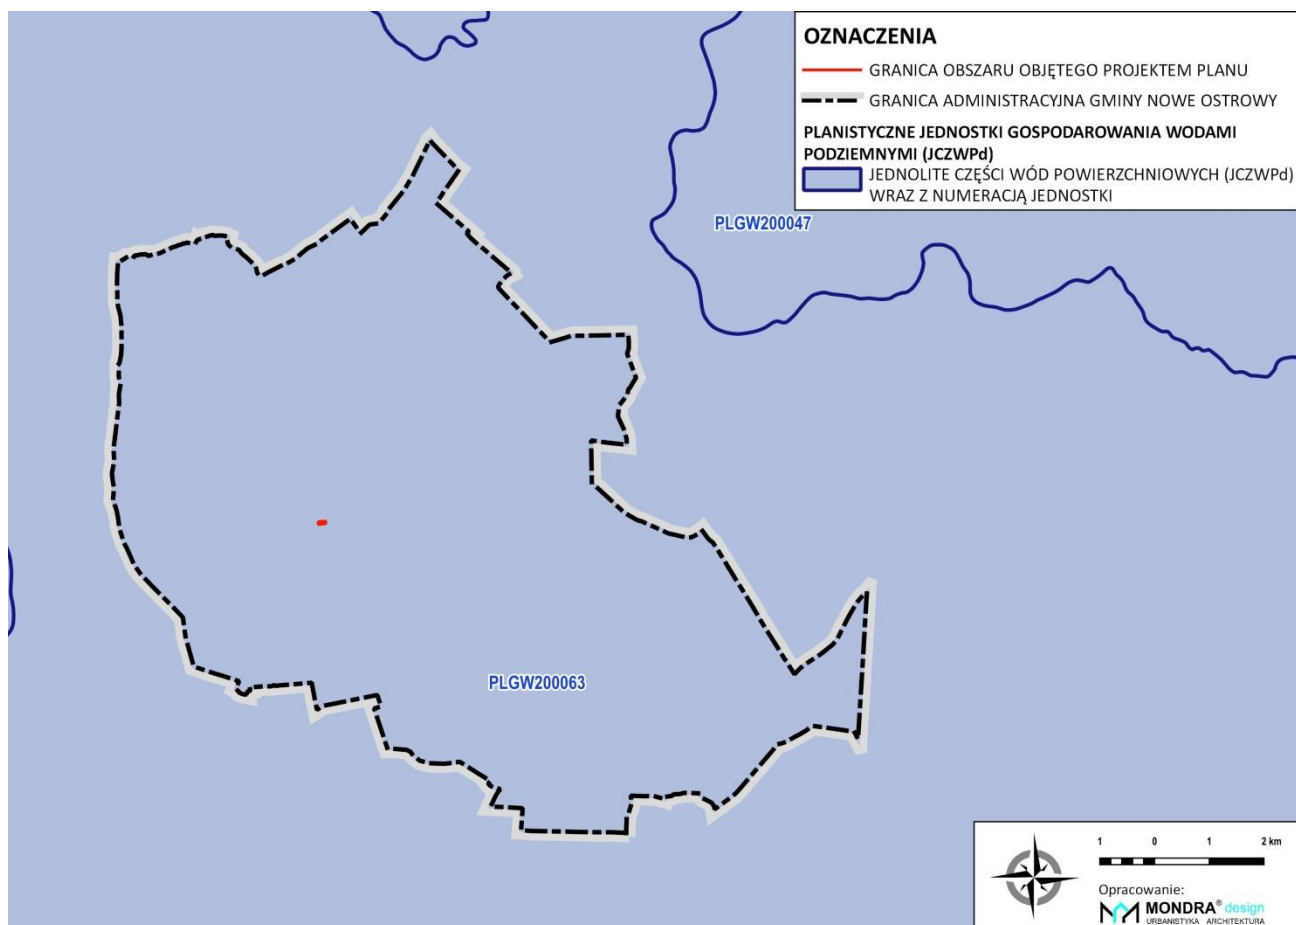 OZNACZENIA
GRANICA OBSZARU OBJĘTEGO PROJEKTEM PLANU
GRANICA ADMINISTRACYJNA GMINY NOWE OSTROWY
PLANISTYCZNE JEDNOSTKI GOSPODAROWANIA WODAMI
PODZIEMNYMI (JCZWPd)
JEDNOLITE CZĘŚCI WÓD POWIERZCHNIOWYCH (JCZWPd)
WRAZ Z NUMERACJĄ JEDNOSTKI
PLGW200047
PLGW200063
1 0 1 2 km
Opracowanie:
MONDRA® design
URBANISTYKA ARCHITEKTURA